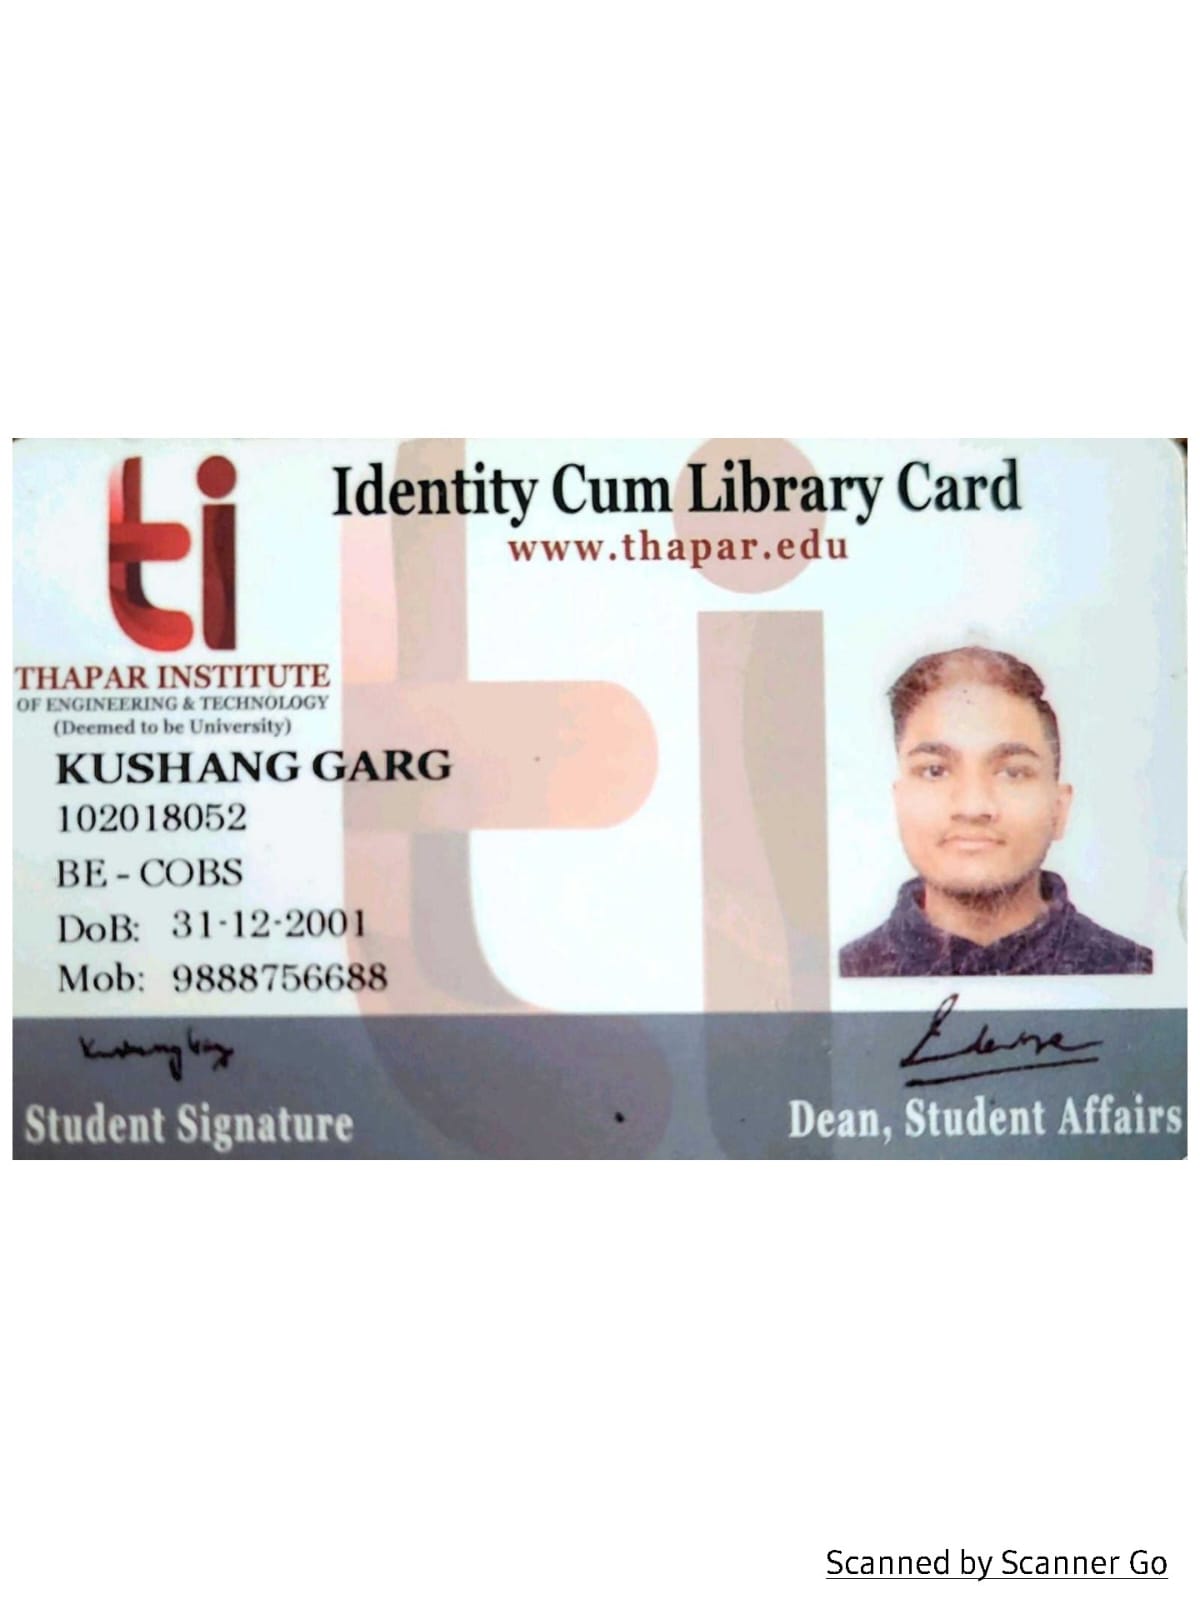 ti
Identity Cum Library Card
www.thapar.edu
THAPAR INSTITUTE
OF ENGINEERING & TECHNOLOGY
(Deemed to be University)
KUSHANG GARG
102018052
BE - COBS
DoB: 31-12-2001
Mob: 9888756688
Kushang Garg
Student Signature
Dean, Student Affairs
Scanned by Scanner Go